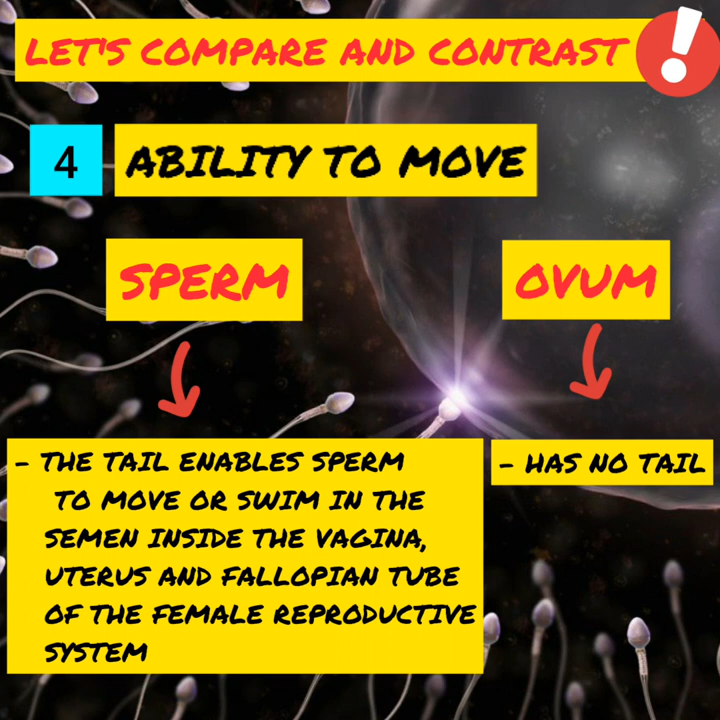 LET'S COMPARE AND CONTRAST
4
ABILITY TO MOVE
SPERM
OVUM
- THE TAIL ENABLES SPERM
TO MOVE OR SWIM IN THE
SEMEN INSIDE THE VAGINA,
UTERUS AND FALLOPIAN TUBE
OF THE FEMALE REPRODUCTIVE
SYSTEM
- HAS NO TAIL